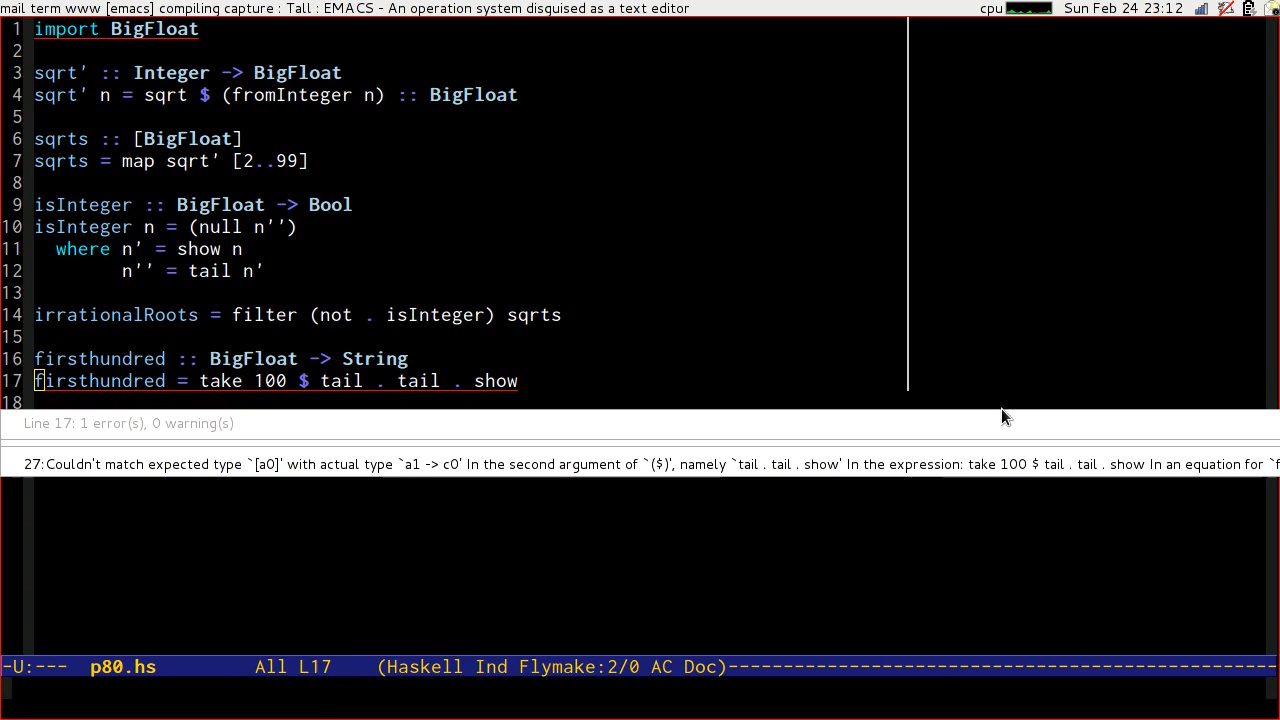 mail term www [emacs] compiling capture : Tall : EMACS - An operation system disguised as a text editor cpu Sun Feb 24 23:12
1 import BigFloat
2
3 sqrt' :: Integer -> BigFloat
4 sqrt' n = sqrt $ (fromInteger n) :: BigFloat
5
6 sqrts :: [BigFloat]
7 sqrts = map sqrt' [2..99]
8
9 isInteger :: BigFloat -> Bool
10 isInteger n = (null n'')
11   where n' = show n
12         n'' = tail n'
13
14 irrationalRoots = filter (not . isInteger) sqrts
15
16 firsthundred :: BigFloat -> String
17 firsthundred = take 100 $ tail . tail . show
18
Line 17: 1 error(s), 0 warning(s)
27:Couldn't match expected type `[a0]' with actual type `a1 -> c0' In the second argument of `($)', namely `tail . tail . show' In the expression: take 100 $ tail . tail . show In an equation for `f
-U:--- p80.hs All L17 (Haskell Ind Flymake:2/0 AC Doc)--------------------------------------------------